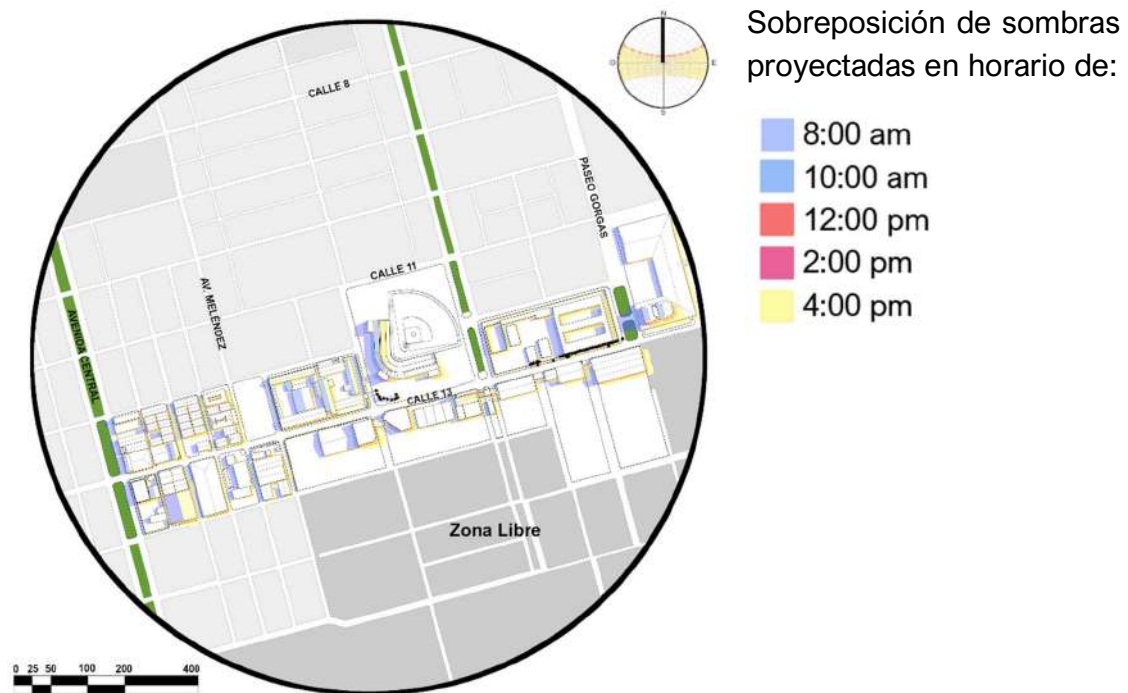 Sobreposición de sombras
proyectadas en horario de:
8:00 am
10:00 am
12:00 pm
2:00 pm
4:00 pm
N
O
E
S
CALLE 8
PASEO GORGAS
CALLE 11
AV. MELÉNDEZ
AVENIDA CENTRAL
CALLE 13
Zona Libre
0 25 50 100 200 400